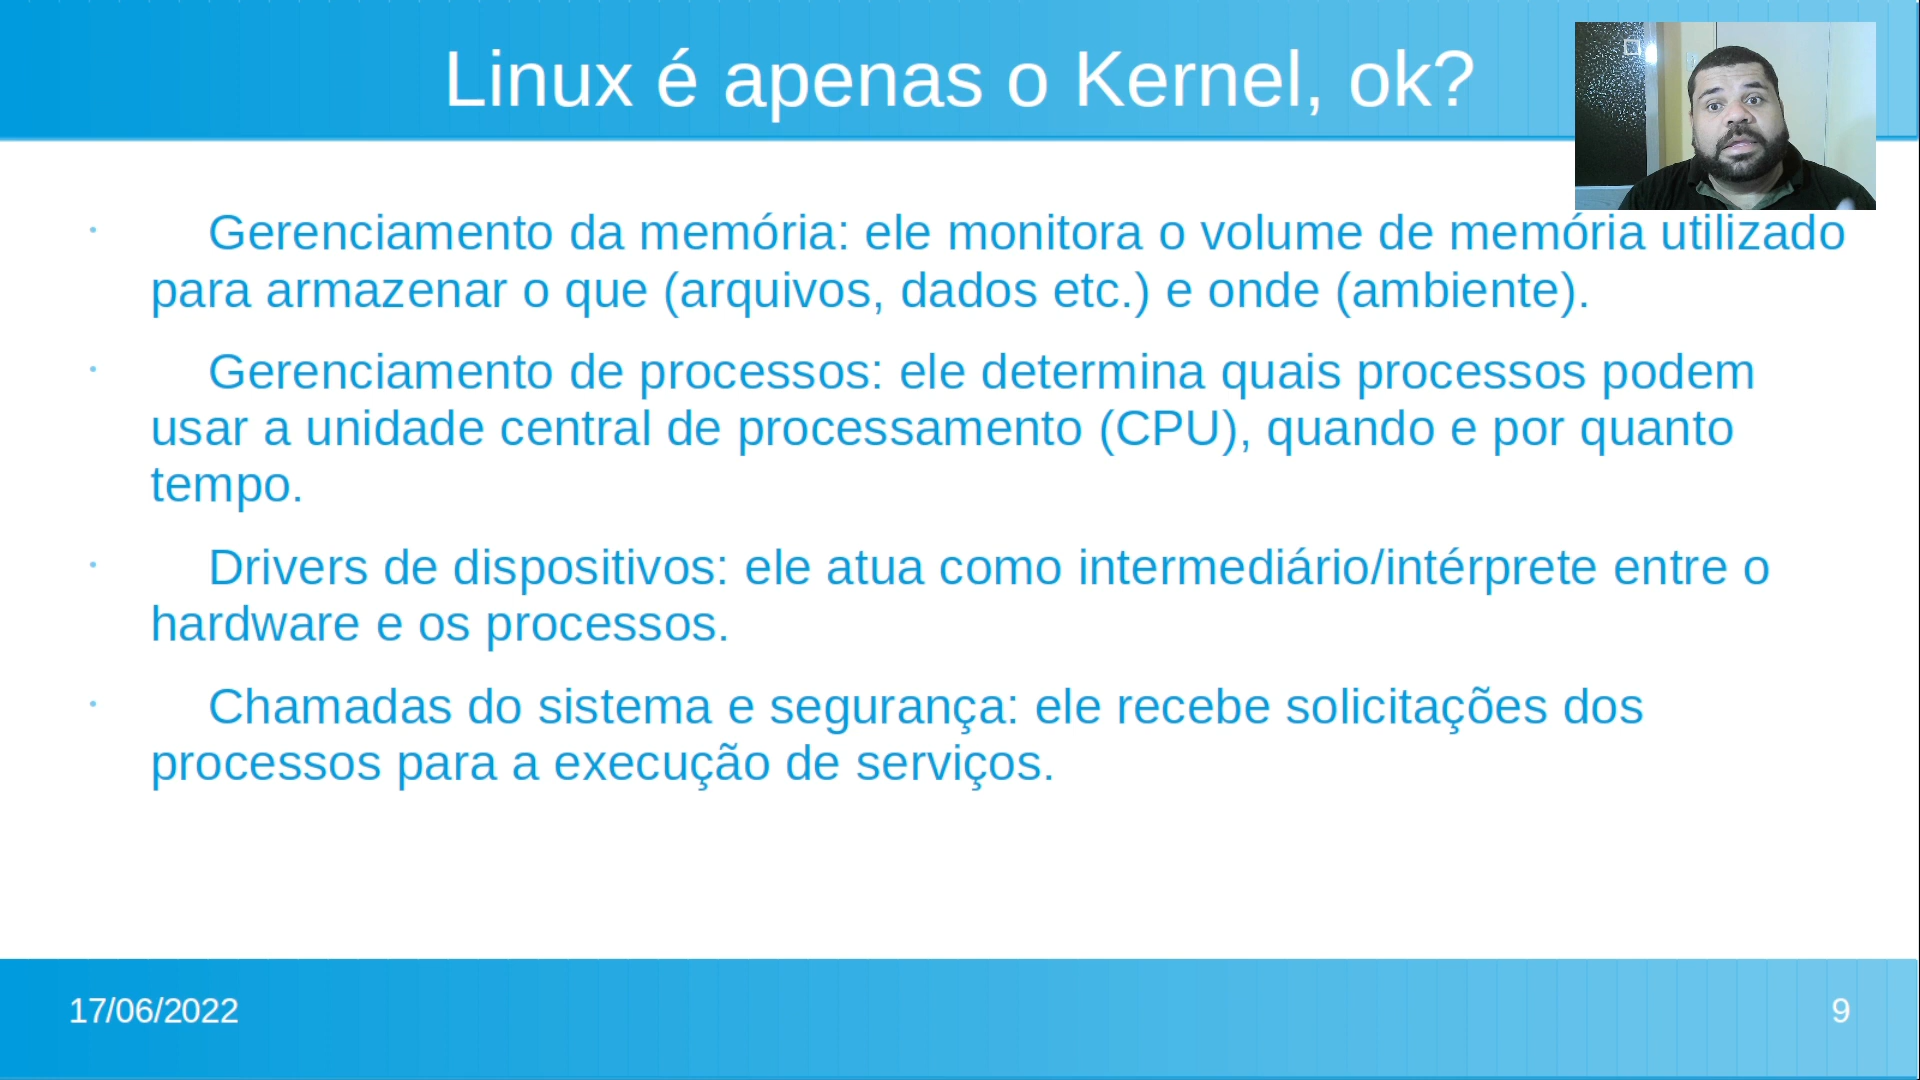 Linux é apenas o Kernel, ok?
Gerenciamento da memória: ele monitora o volume de memória utilizado
para armazenar o que (arquivos, dados etc.) e onde (ambiente).
Gerenciamento de processos: ele determina quais processos podem
usar a unidade central de processamento (CPU), quando e por quanto
tempo.
Drivers de dispositivos: ele atua como intermediário/intérprete entre o
hardware e os processos.
Chamadas do sistema e segurança: ele recebe solicitações dos
processos para a execução de serviços.
17/06/2022
9